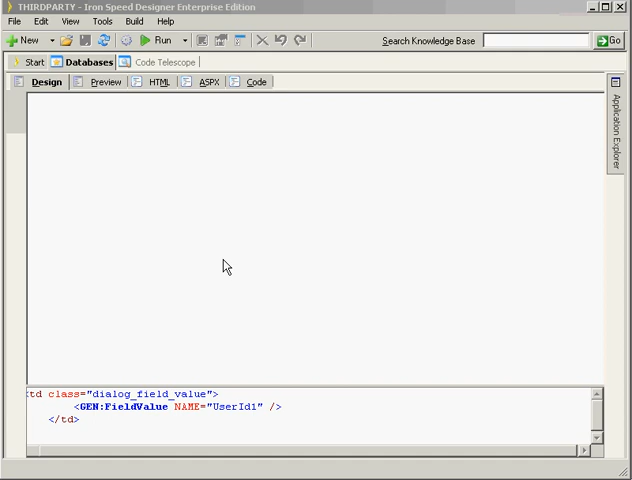 THIRDPARTY - Iron Speed Designer Enterprise Edition
File Edit View Tools Build Help
New Run Search Knowledge Base Go
Start Databases Code Telescope
Design Preview HTML ASPX Code
Application Explorer
td class="dialog_field_value">
<GEN:FieldValue NAME="UserId1" />
</td>